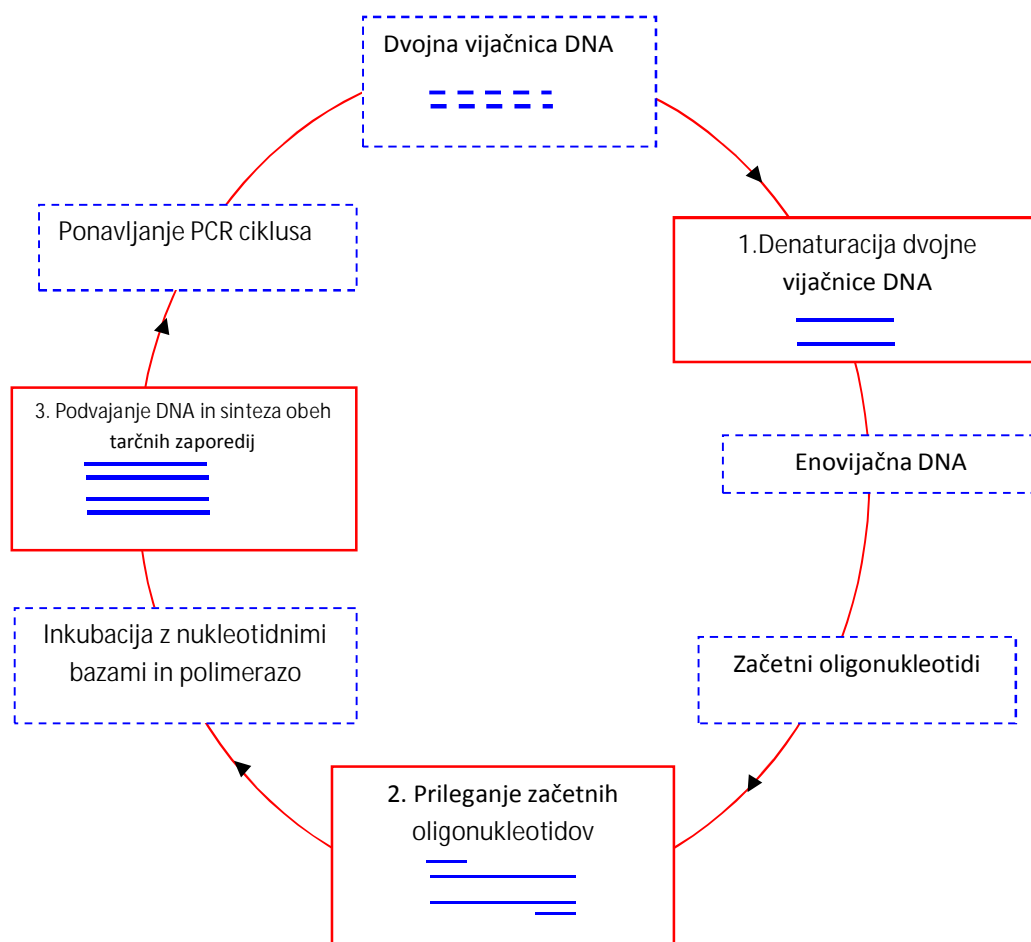 Dvojna vijačnica DNA
1.Denaturacija dvojne
vijačnice DNA
Enovijačna DNA
Začetni oligonukleotidi
2. Prileganje začetnih
oligonukleotidov
Inkubacija z nukleotidnimi
bazami in polimerazo
3. Podvajanje DNA in sinteza obeh
tarčnih zaporedij
Ponavljanje PCR ciklusa